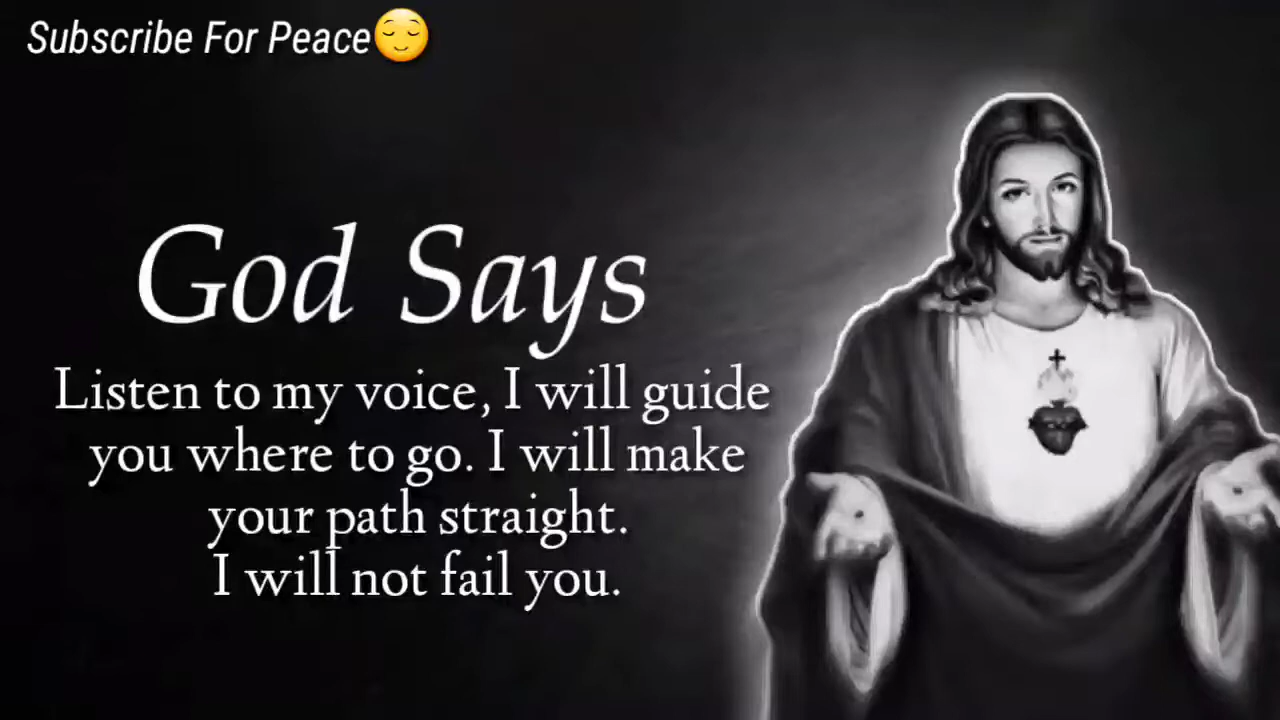 Subscribe For Peace😌
God Says
Listen to my voice, I will guide
you where to go. I will make
your path straight.
I will not fail you.